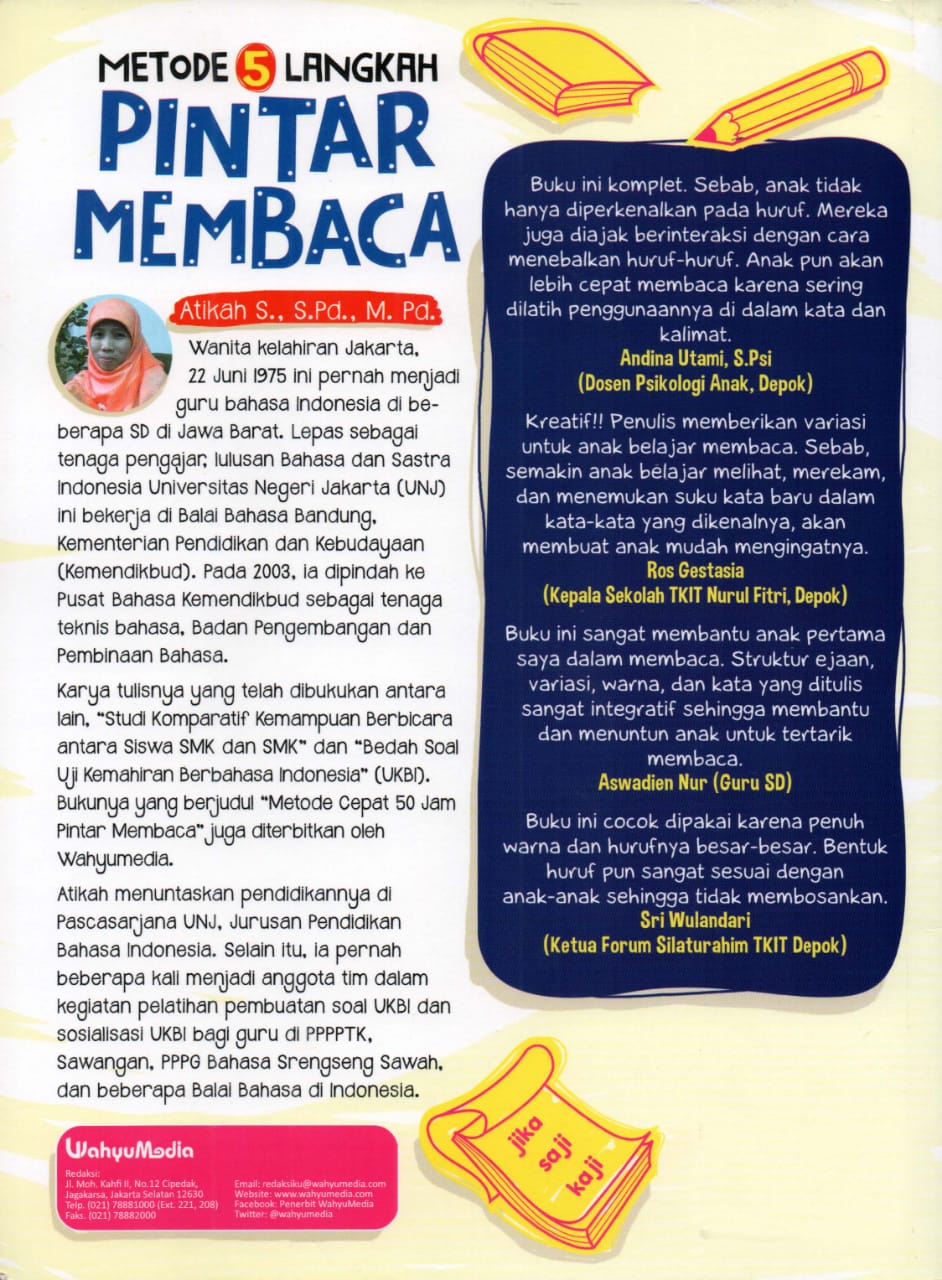 METODE 5 LANGKAH
PINTAR
MEMBACA
Atikah S., S.Pd., M. Pd.
Wanita kelahiran Jakarta,
22 Juni 1975 ini pernah menjadi
guru bahasa Indonesia di be-
berapa SD di Jawa Barat. Lepas sebagai
tenaga pengajar, lulusan Bahasa dan Sastra
Indonesia Universitas Negeri Jakarta (UNJ)
ini bekerja di Balai Bahasa Bandung,
Kementerian Pendidikan dan Kebudayaan
(Kemendikbud). Pada 2003, ia dipindah ke
Pusat Bahasa Kemendikbud sebagai tenaga
teknis bahasa, Badan Pengembangan dan
Pembinaan Bahasa.
Karya tulisnya yang telah dibukukan antara
lain, “Studi Komparatif Kemampuan Berbicara
antara Siswa SMK dan SMK” dan “Bedah Soal
Uji Kemahiran Berbahasa Indonesia” (UKBI).
Bukunya yang berjudul “Metode Cepat 50 Jam
Pintar Membaca” juga diterbitkan oleh
Wahyumedia.
Atikah menuntaskan pendidikannya di
Pascasarjana UNJ, Jurusan Pendidikan
Bahasa Indonesia. Selain itu, ia pernah
beberapa kali menjadi anggota tim dalam
kegiatan pelatihan pembuatan soal UKBI dan
sosialisasi UKBI bagi guru di PPPPTK,
Sawangan, PPPG Bahasa Srengseng Sawah,
dan beberapa Balai Bahasa di Indonesia.
Buku ini komplet. Sebab, anak tidak
hanya diperkenalkan pada huruf. Mereka
juga diajak berinteraksi dengan cara
menebalkan huruf-huruf. Anak pun akan
lebih cepat membaca karena sering
dilatih penggunaannya di dalam kata dan
kalimat.
Andina Utami, S.Psi
(Dosen Psikologi Anak, Depok)
Kreatif!! Penulis memberikan variasi
untuk anak belajar membaca. Sebab,
semakin anak belajar melihat, merekam,
dan menemukan suku kata baru dalam
kata-kata yang dikenalnya, akan
membuat anak mudah mengingatnya.
Ros Gestasia
(Kepala Sekolah TKIT Nurul Fitri, Depok)
Buku ini sangat membantu anak pertama
saya dalam membaca. Struktur ejaan,
variasi, warna, dan kata yang ditulis
sangat integratif sehingga membantu
dan menuntun anak untuk tertarik
membaca.
Aswadien Nur (Guru SD)
Buku ini cocok dipakai karena penuh
warna dan hurufnya besar-besar. Bentuk
huruf pun sangat sesuai dengan
anak-anak sehingga tidak membosankan.
Sri Wulandari
(Ketua Forum Silaturahim TKIT Depok)
jika
saji
kaji
WahyuMedia
Redaksi:
Jl. Moh. Kahfi II, No.12 Cipedak,
Jagakarsa, Jakarta Selatan 12630
Telp. (021) 78881000 (Ext. 221, 208)
Faks. (021) 78882000
Email: redaksiku@wahyumedia.com
Website: www.wahyumedia.com
Facebook: Penerbit WahyuMedia
Twitter: @wahyumedia